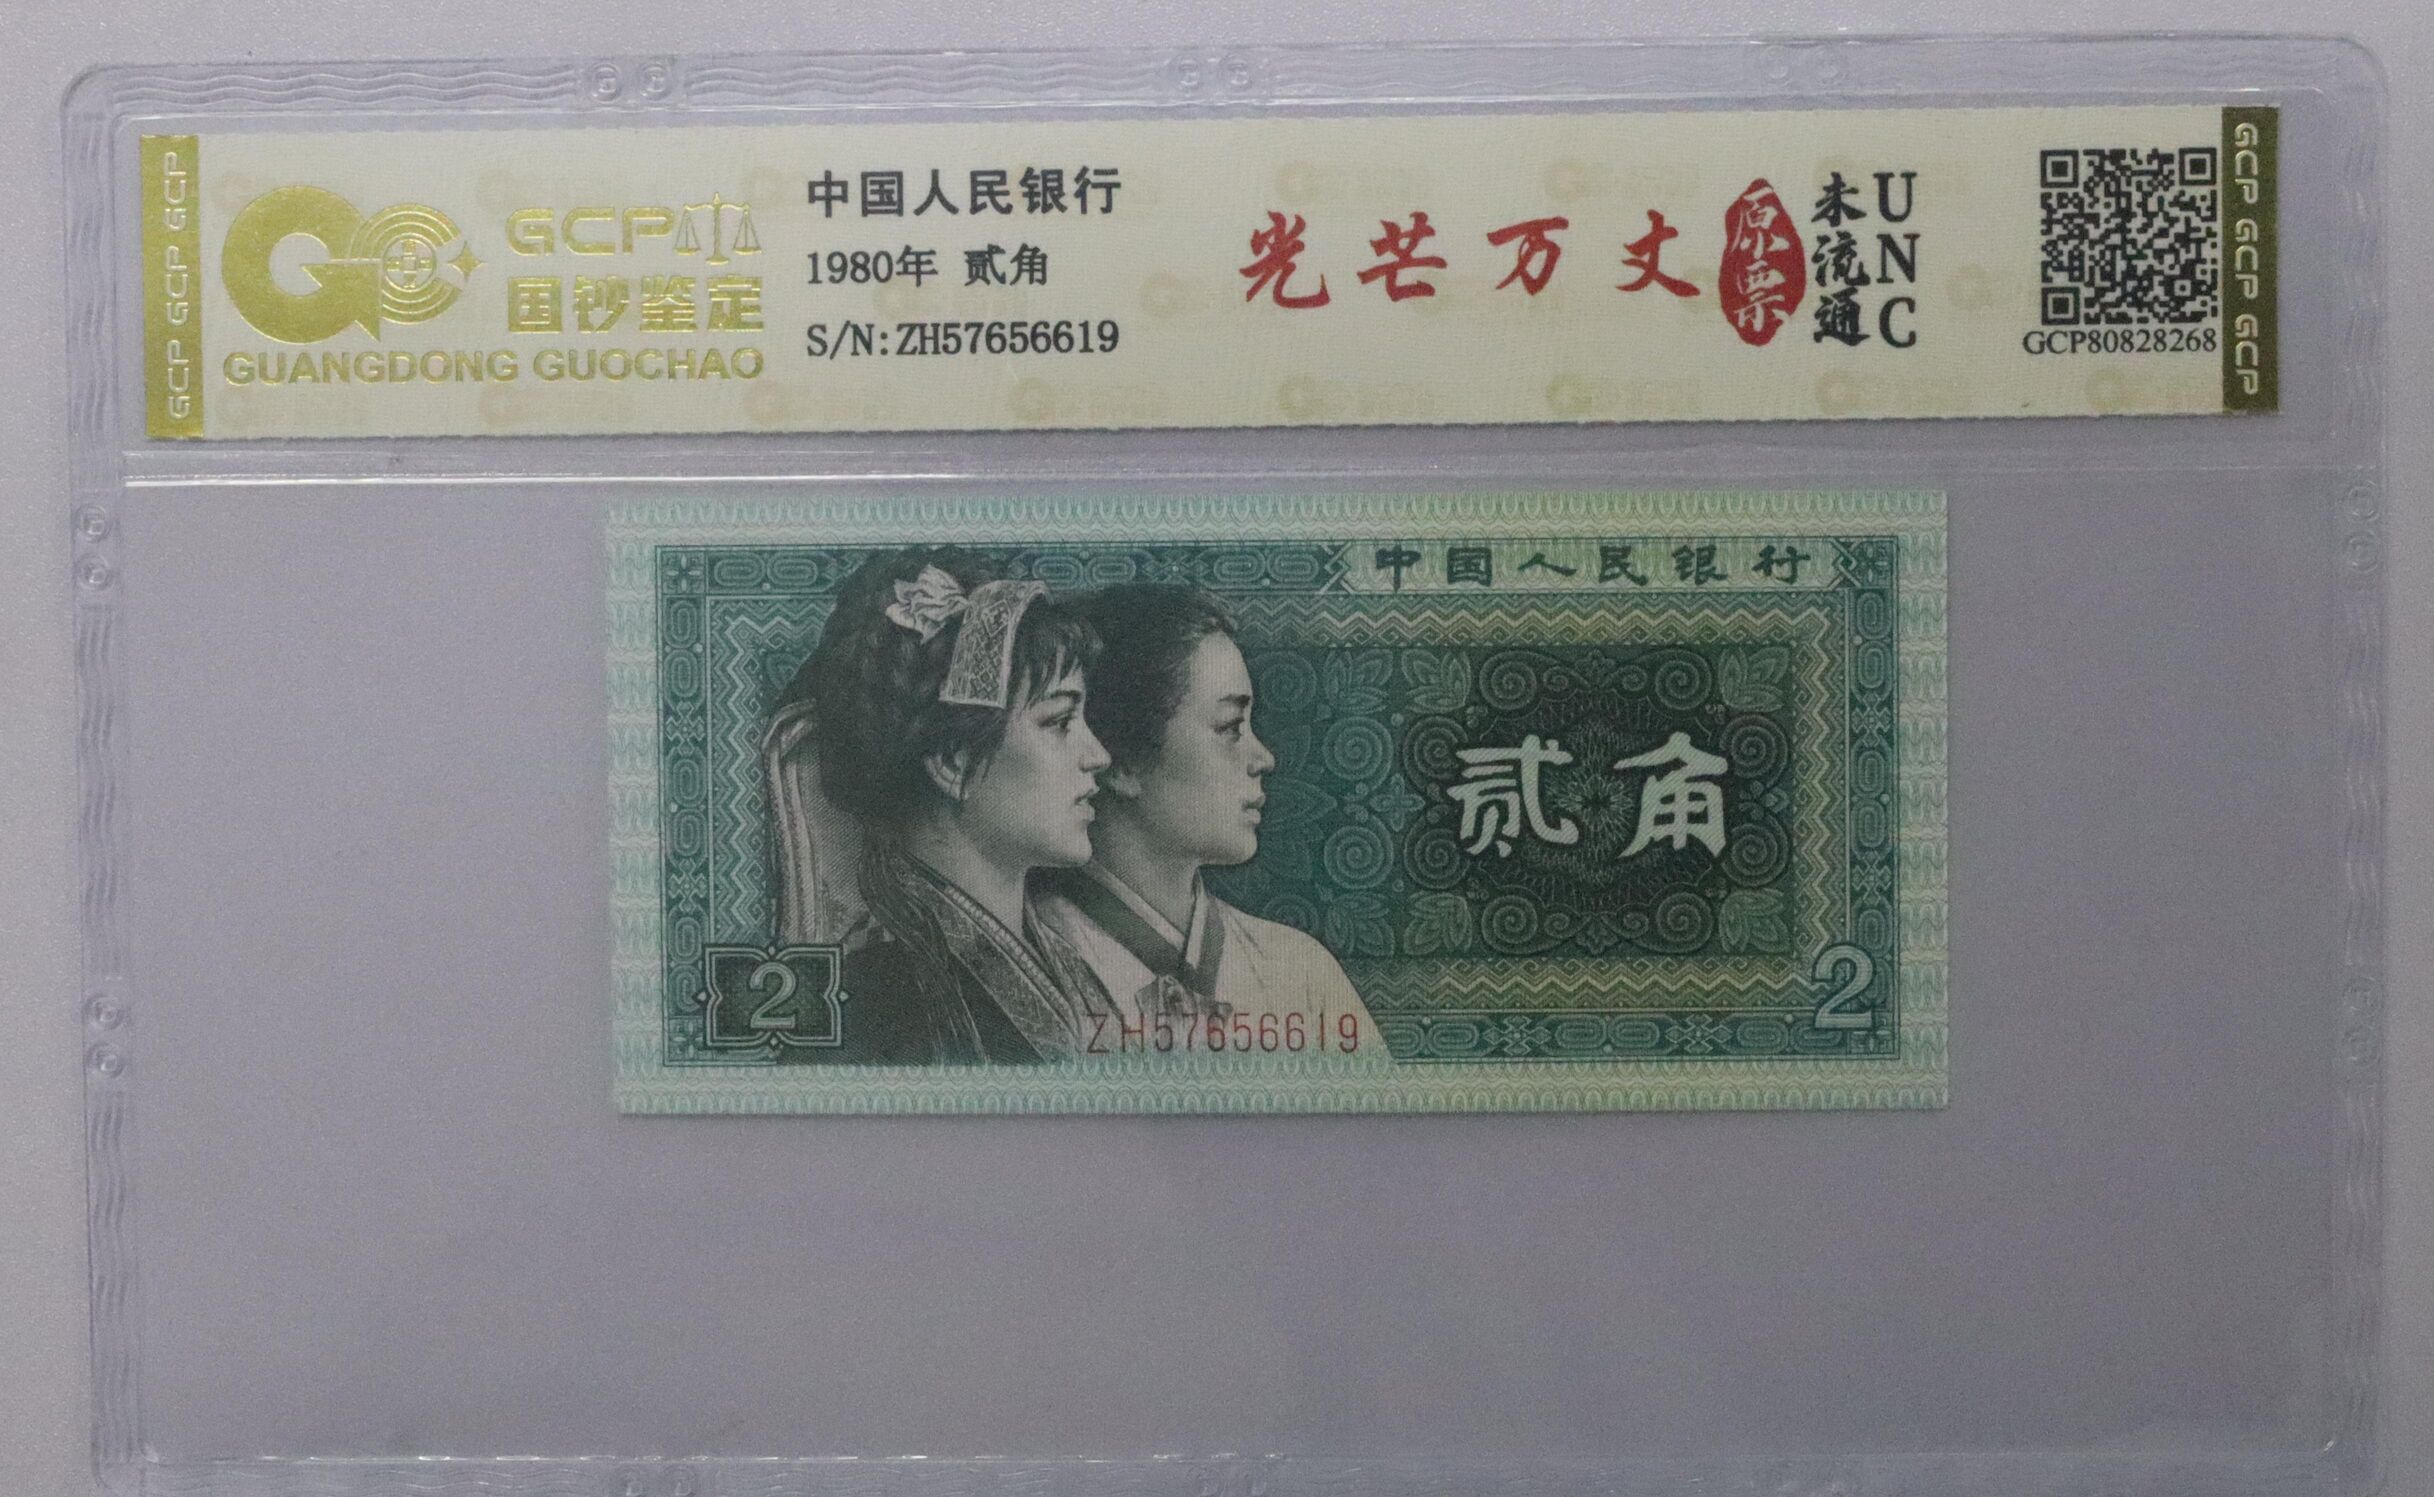 GCP
国钞鉴定
GUANGDONG GUOCHAO
中国人民银行
1980年 贰角
S/N:ZH57656619
光芒万丈
原票
未流通
UNC
GCP80828268
GCP GCP GCP
GCP GCP GCP
中国人民银行
贰角
2
2
ZH57656619